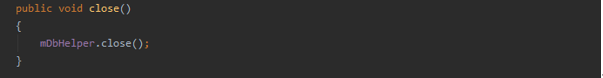 public void close()
{
    mDbHelper.close();
}